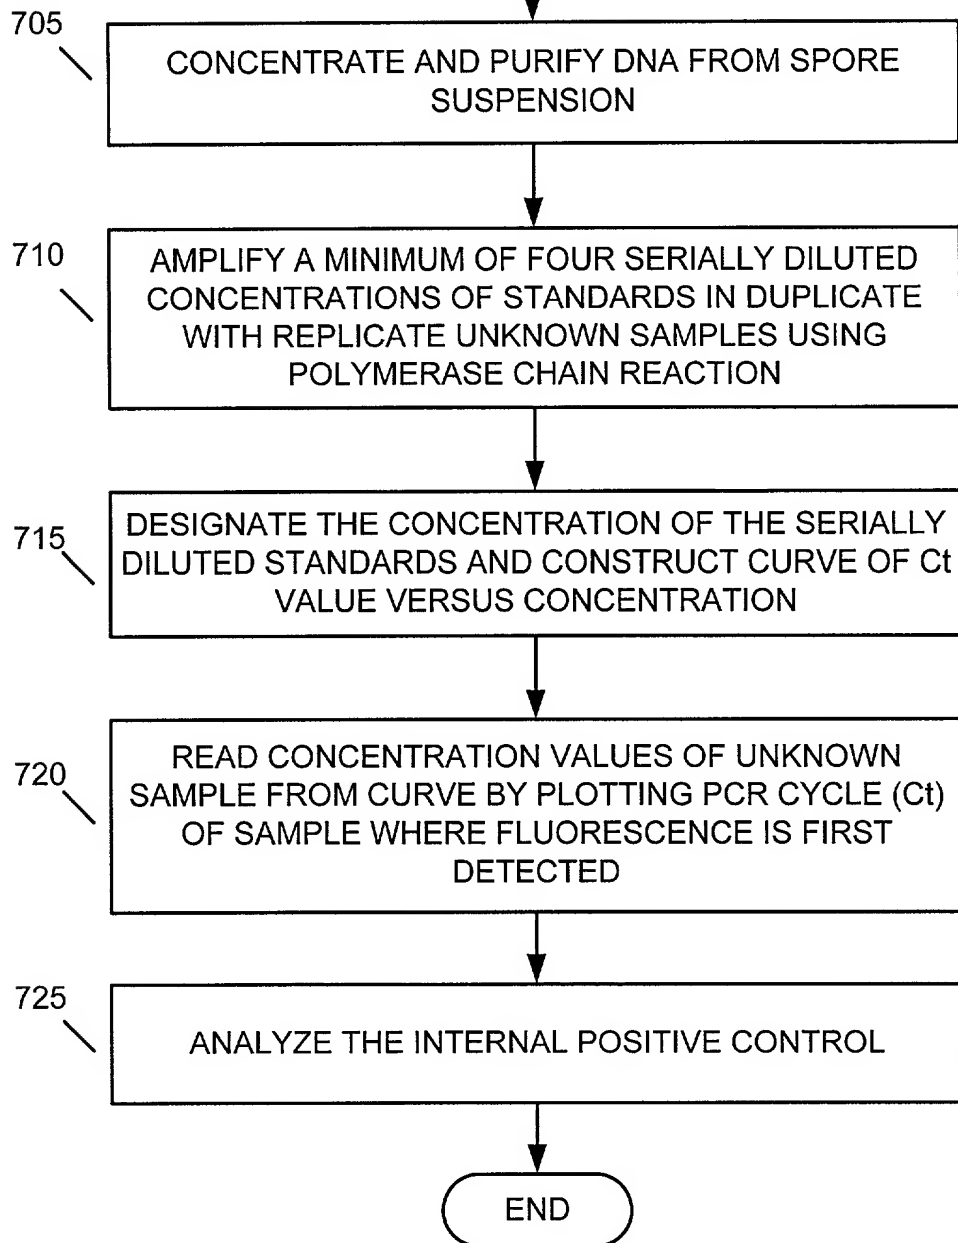 705
CONCENTRATE AND PURIFY DNA FROM SPORE
SUSPENSION
710
AMPLIFY A MINIMUM OF FOUR SERIALLY DILUTED
CONCENTRATIONS OF STANDARDS IN DUPLICATE
WITH REPLICATE UNKNOWN SAMPLES USING
POLYMERASE CHAIN REACTION
715
DESIGNATE THE CONCENTRATION OF THE SERIALLY
DILUTED STANDARDS AND CONSTRUCT CURVE OF Ct
VALUE VERSUS CONCENTRATION
720
READ CONCENTRATION VALUES OF UNKNOWN
SAMPLE FROM CURVE BY PLOTTING PCR CYCLE (Ct)
OF SAMPLE WHERE FLUORESCENCE IS FIRST
DETECTED
725
ANALYZE THE INTERNAL POSITIVE CONTROL
END